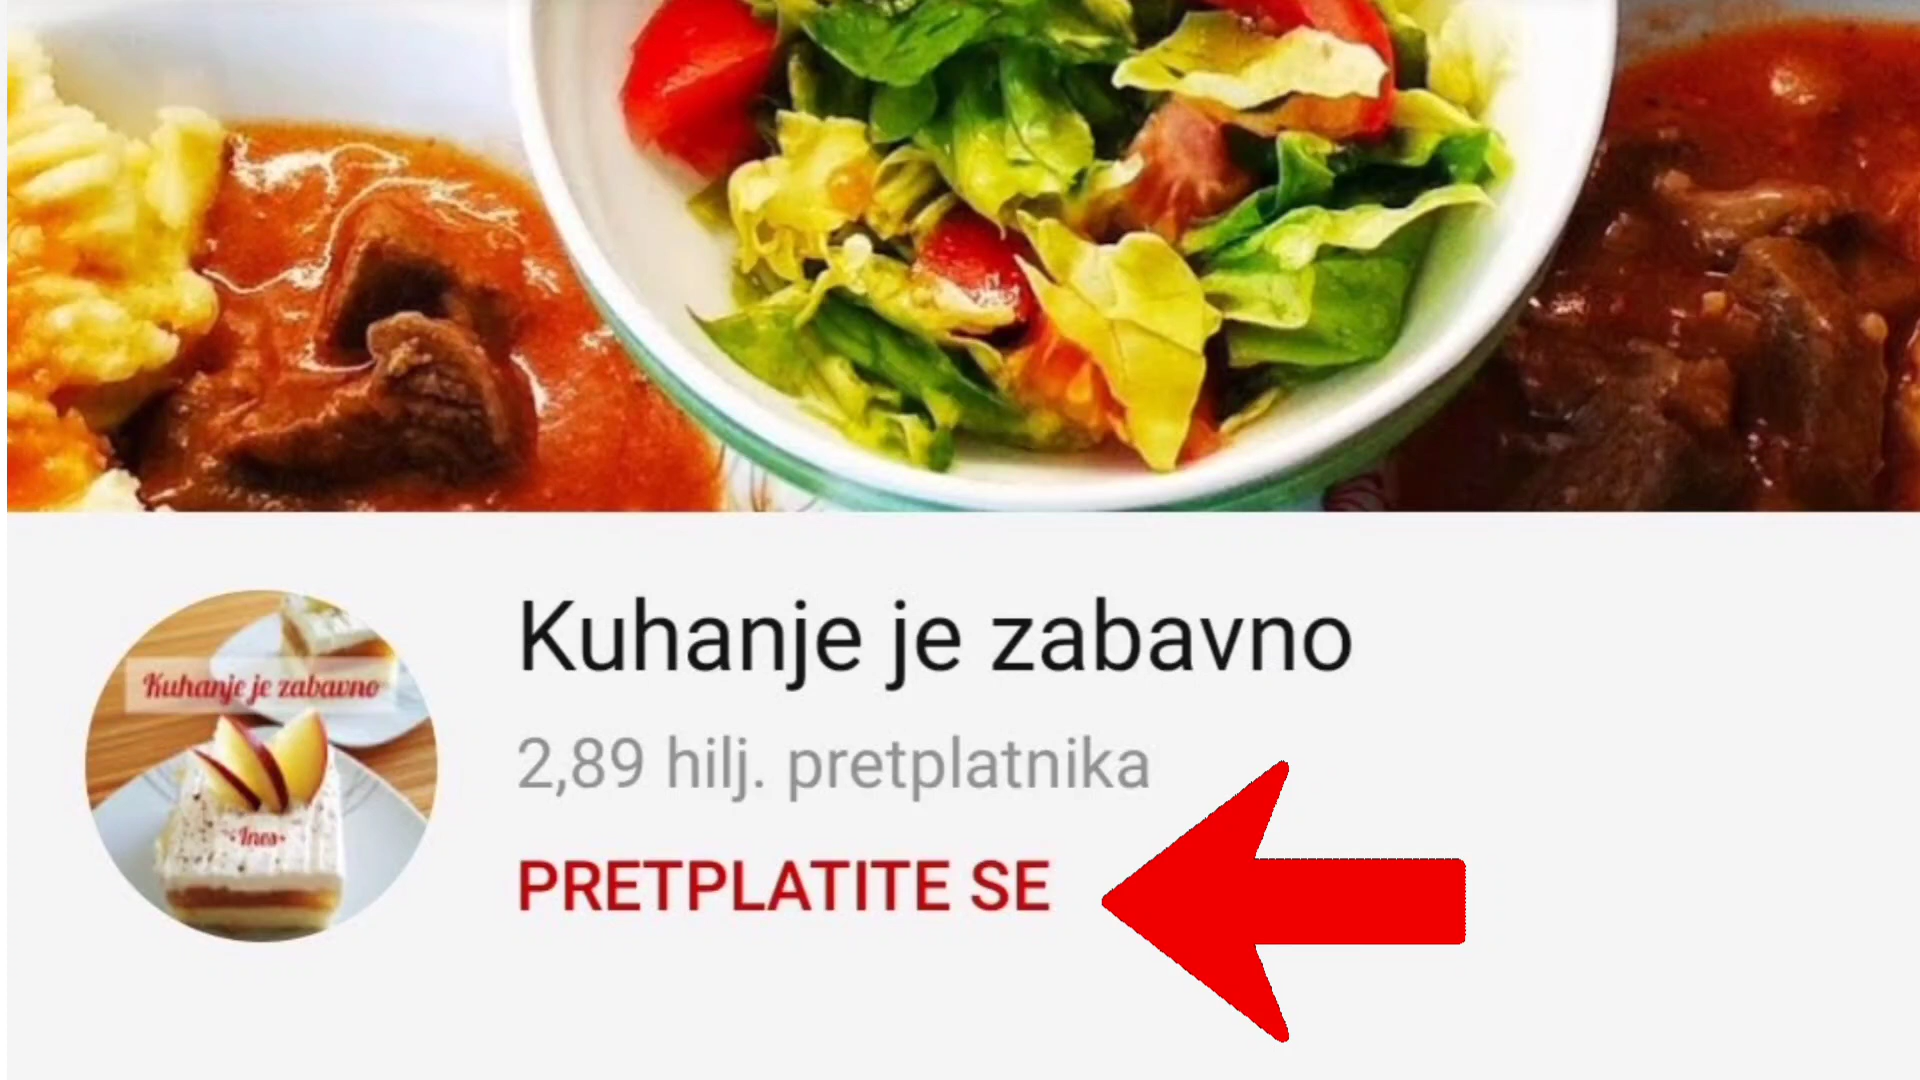 Kuhanje je zabavno
2,89 hilj. pretplatnika
PRETPLATITE SE
Kuhanje je zabavno
•Ines•